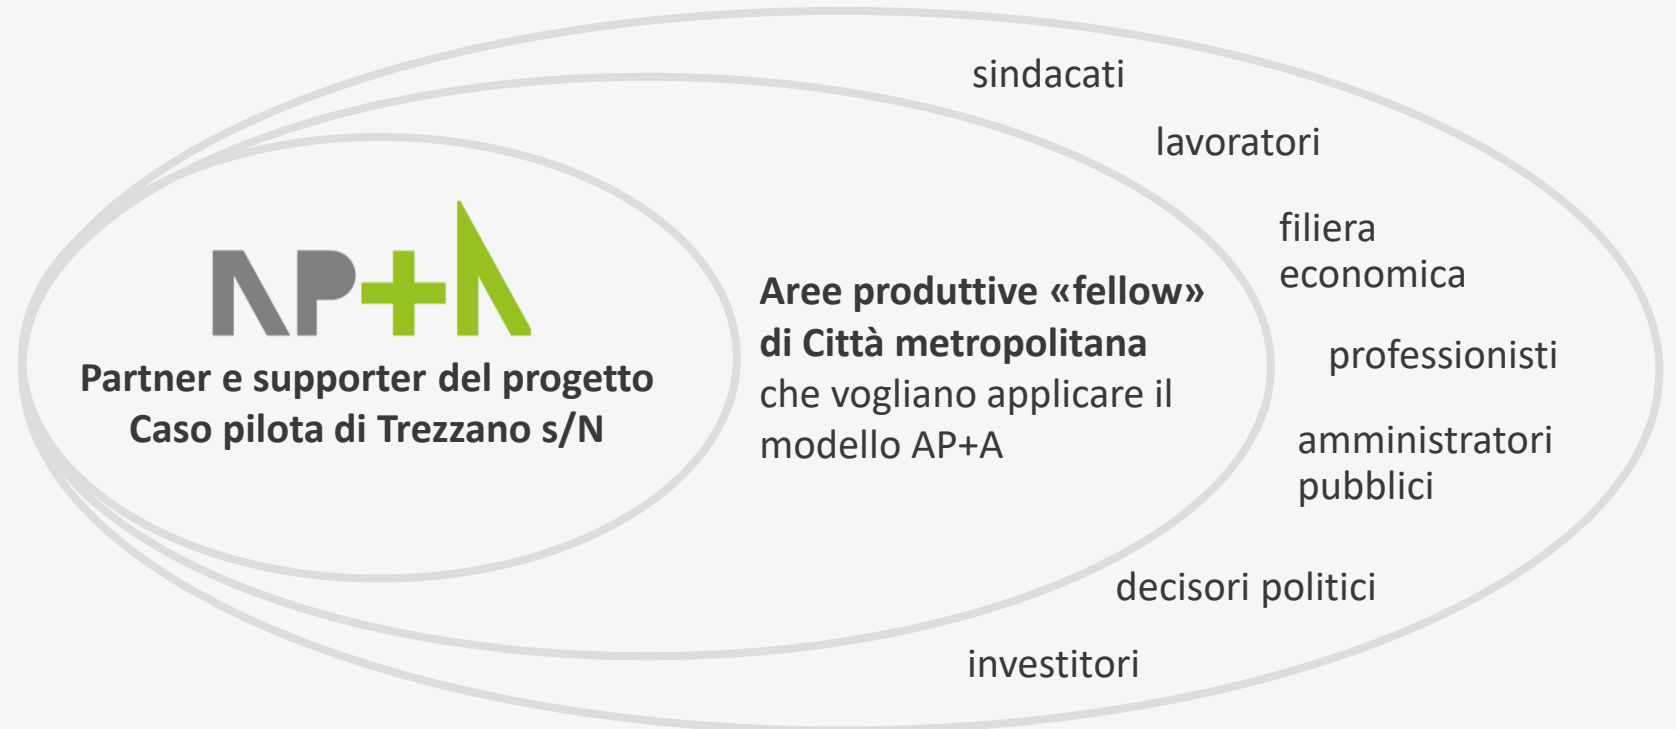 AP+A
Partner e supporter del progetto
Caso pilota di Trezzano s/N
Aree produttive «fellow»
di Città metropolitana
che vogliano applicare il
modello AP+A
sindacati
lavoratori
filiera
economica
professionisti
amministratori
pubblici
decisori politici
investitori